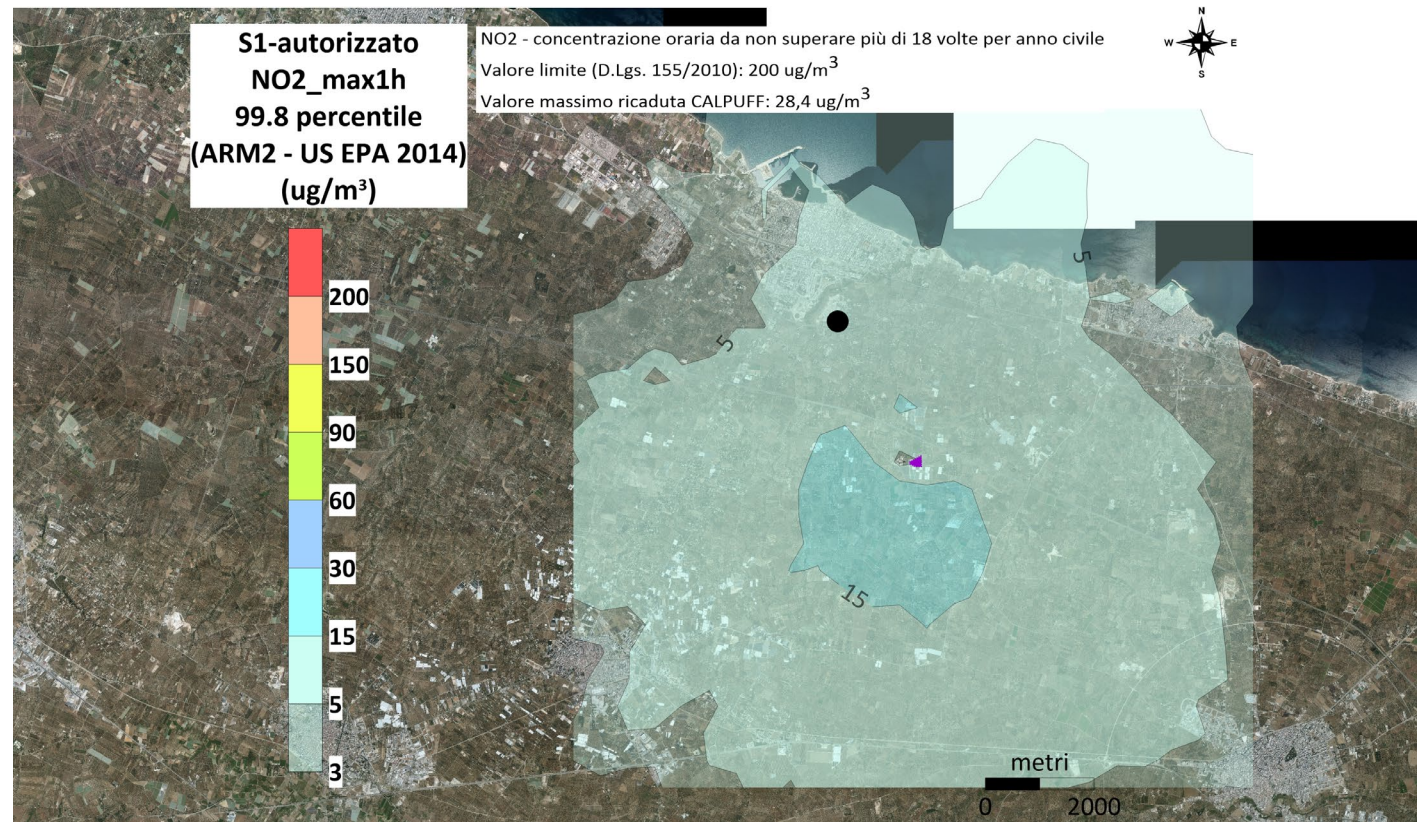 S1-autorizzato
NO2_max1h
99.8 percentile
(ARM2 - US EPA 2014)
(ug/m³)
NO2 - concentrazione oraria da non superare più di 18 volte per anno civile
Valore limite (D.Lgs. 155/2010): 200 ug/m³
Valore massimo ricaduta CALPUFF: 28,4 ug/m³
N
W E
S
200
150
90
60
30
15
5
3
5
5
15
metri
0 2000